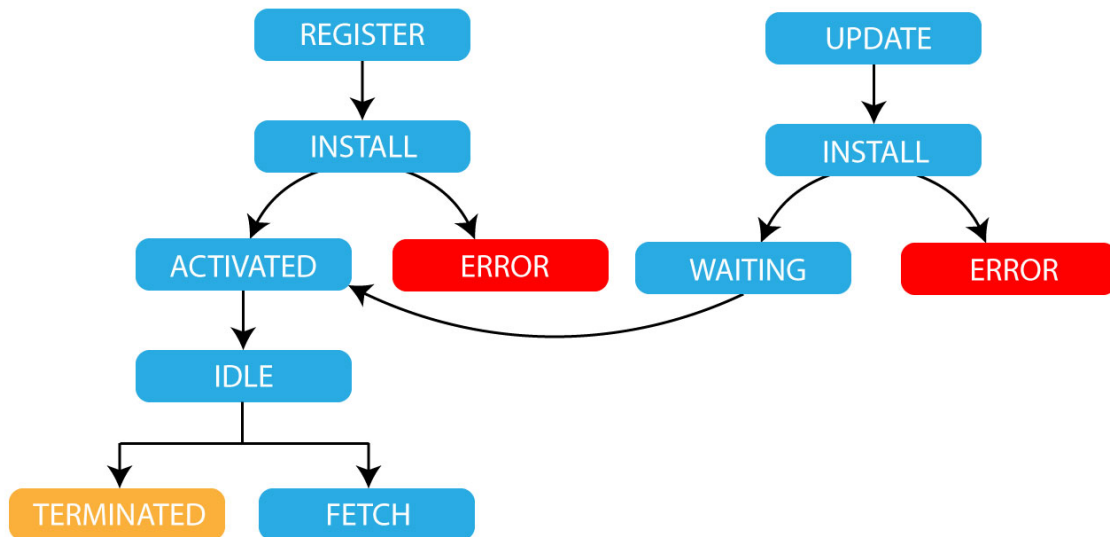 REGISTER
UPDATE
INSTALL
INSTALL
ACTIVATED
ERROR
WAITING
ERROR
IDLE
TERMINATED
FETCH